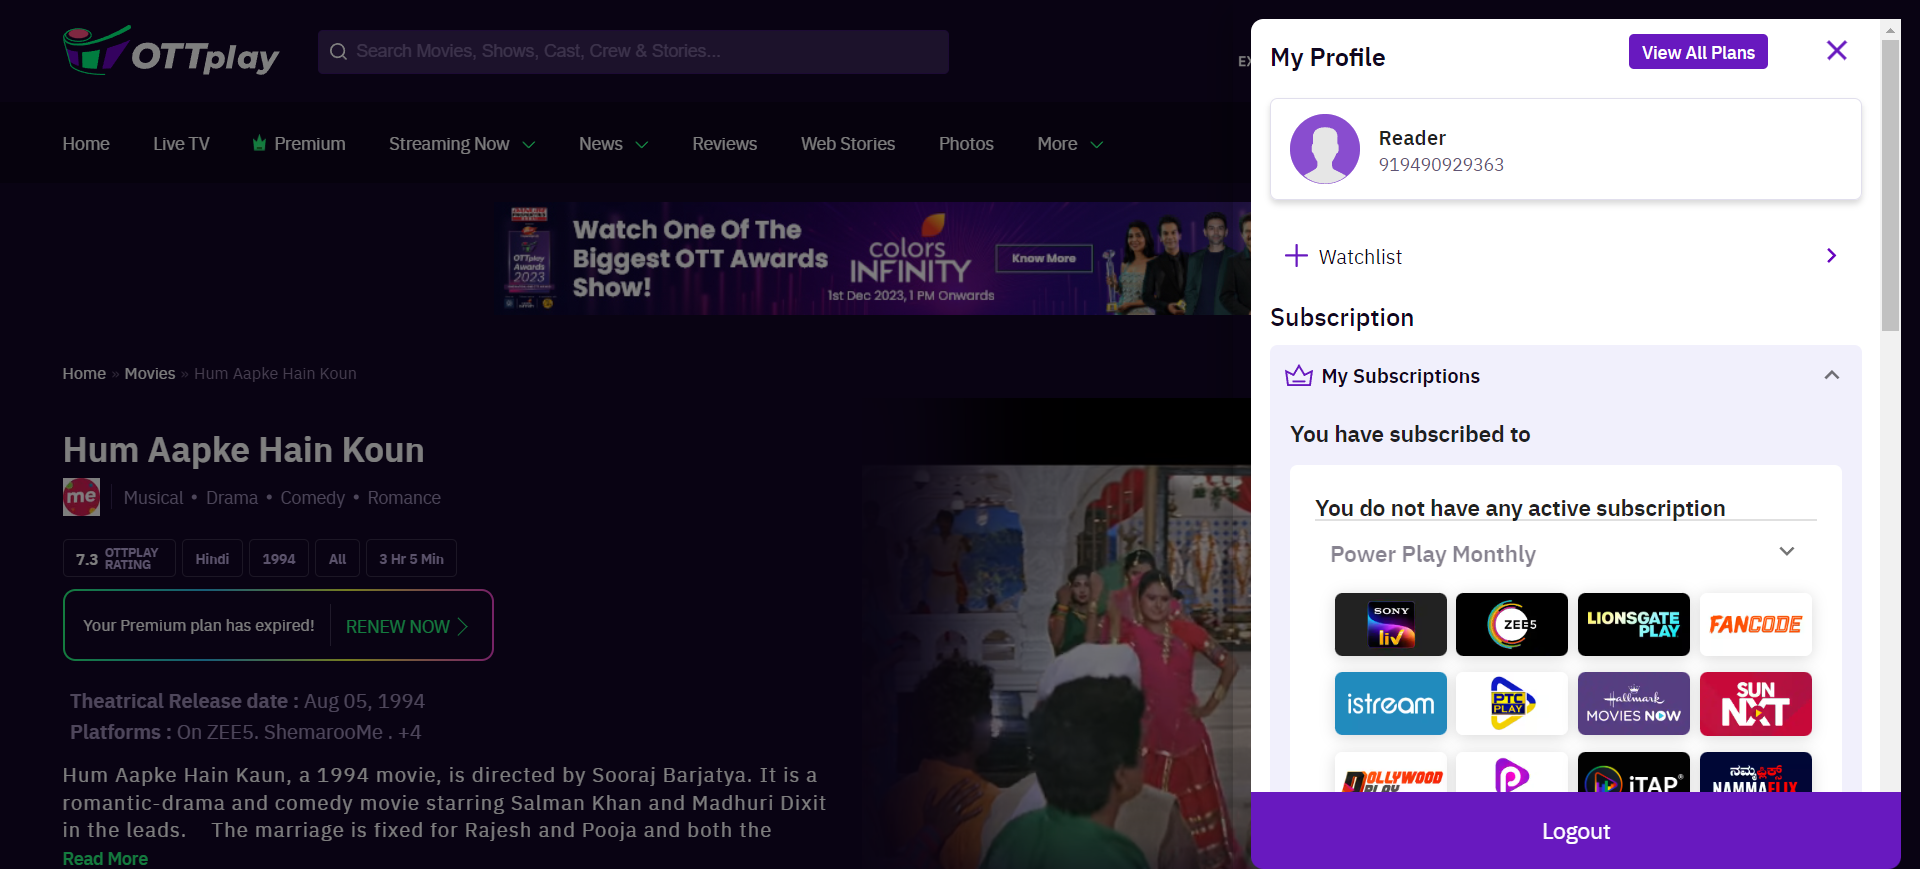 OTTplay
Search Movies, Shows, Cast, Crew & Stories...
Home
Live TV
Premium
Streaming Now
News
Reviews
Web Stories
Photos
More
OTTplay
Awards
2023
Watch One Of The
Biggest OTT Awards
Show!
colors
INFINITY
1st Dec 2023, 1 PM Onwards
Know More
Home » Movies » Hum Aapke Hain Koun
Hum Aapke Hain Koun
me
Musical • Drama • Comedy • Romance
7.3 OTTPLAY RATING
Hindi
1994
All
3 Hr 5 Min
Your Premium plan has expired!
RENEW NOW
Theatrical Release date : Aug 05, 1994
Platforms : On ZEE5. ShemarooMe . +4
Hum Aapke Hain Kaun, a 1994 movie, is directed by Sooraj Barjatya. It is a
romantic-drama and comedy movie starring Salman Khan and Madhuri Dixit
in the leads. The marriage is fixed for Rajesh and Pooja and both the
Read More
My Profile
View All Plans
Reader
919490929363
Watchlist
Subscription
My Subscriptions
You have subscribed to
You do not have any active subscription
Power Play Monthly
SONY liv
ZEE5
LIONSGATE PLAY
FANCODE
istream
PTC PLAY
Hallmark MOVIES NOW
SUN NXT
DOLLYWOOD PLAY
iTAP
ನಮ್ಮ ಫ್ಲಿಕ್ಸ್ NAMMAFLIX
Logout